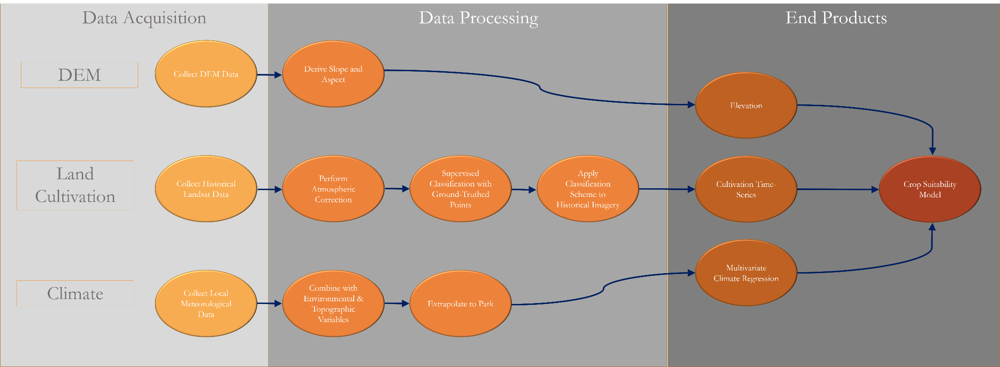 Data Acquisition
Data Processing
End Products
DEM
Collect DEM Data
Derive Slope and
Aspect
Elevation
Land
Cultivation
Collect Historical
Landsat Data
Perform
Atmospheric
Correction
Supervised
Classification with
Ground-Truthed
Points
Apply
Classification
Scheme to
Historical Imagery
Cultivation Time-
Series
Crop Suitability
Model
Climate
Collect Local
Meteorological
Data
Combine with
Environmental &
Topographic
Variables
Extrapolate to Park
Multivariate
Climate Regression